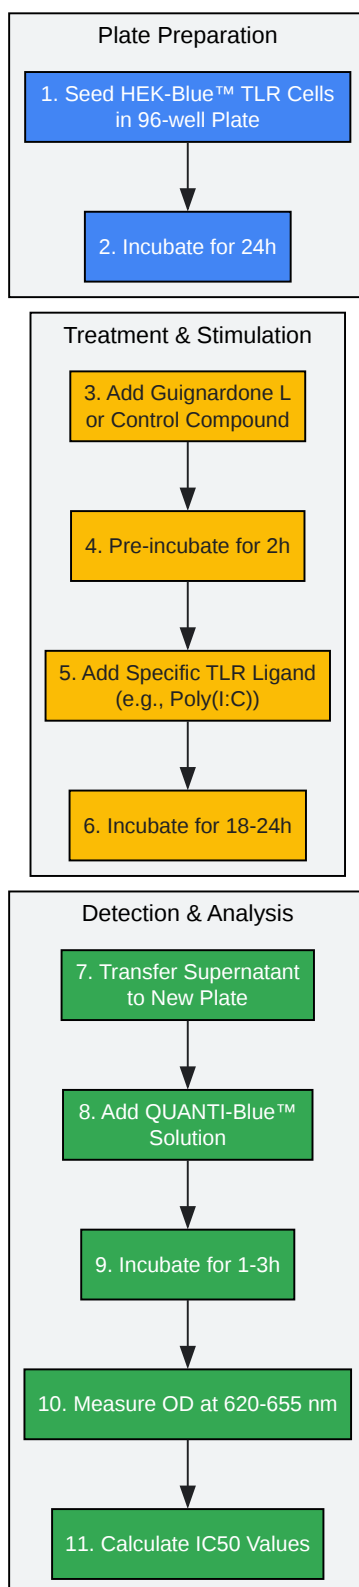 Plate Preparation
1. Seed HEK-Blue™ TLR Cells
in 96-well Plate
2. Incubate for 24h
Treatment & Stimulation
3. Add Guignardone L
or Control Compound
4. Pre-incubate for 2h
5. Add Specific TLR Ligand
(e.g., Poly(I:C))
6. Incubate for 18-24h
Detection & Analysis
7. Transfer Supernatant
to New Plate
8. Add QUANTI-Blue™
Solution
9. Incubate for 1-3h
10. Measure OD at 620-655 nm
11. Calculate IC50 Values